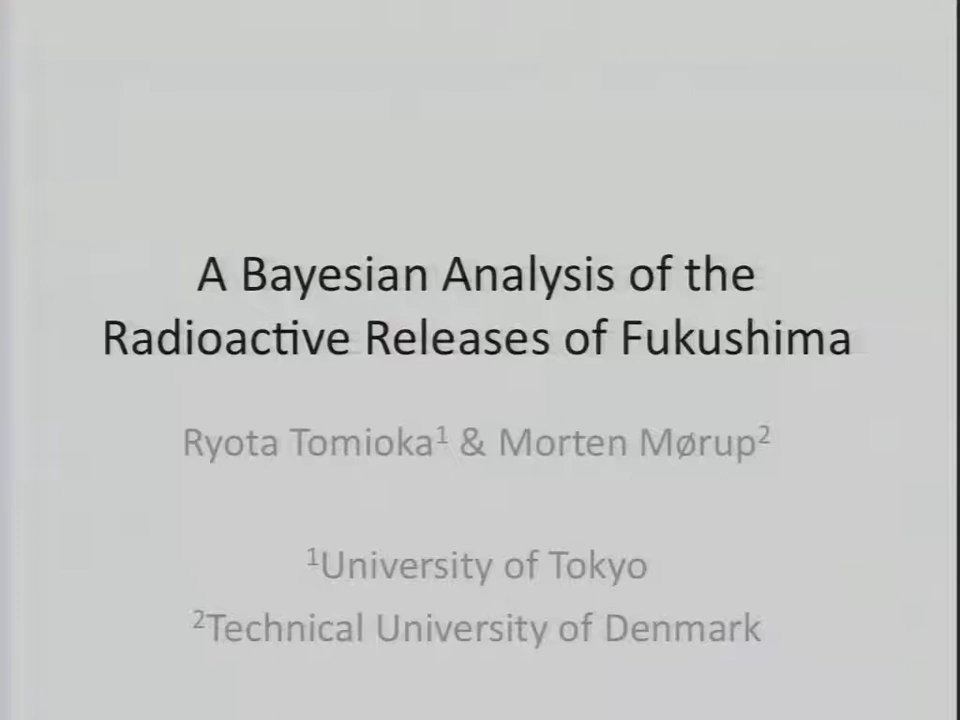 A Bayesian Analysis of the
Radioactive Releases of Fukushima
Ryota Tomioka¹ & Morten Mørup²
¹University of Tokyo
²Technical University of Denmark